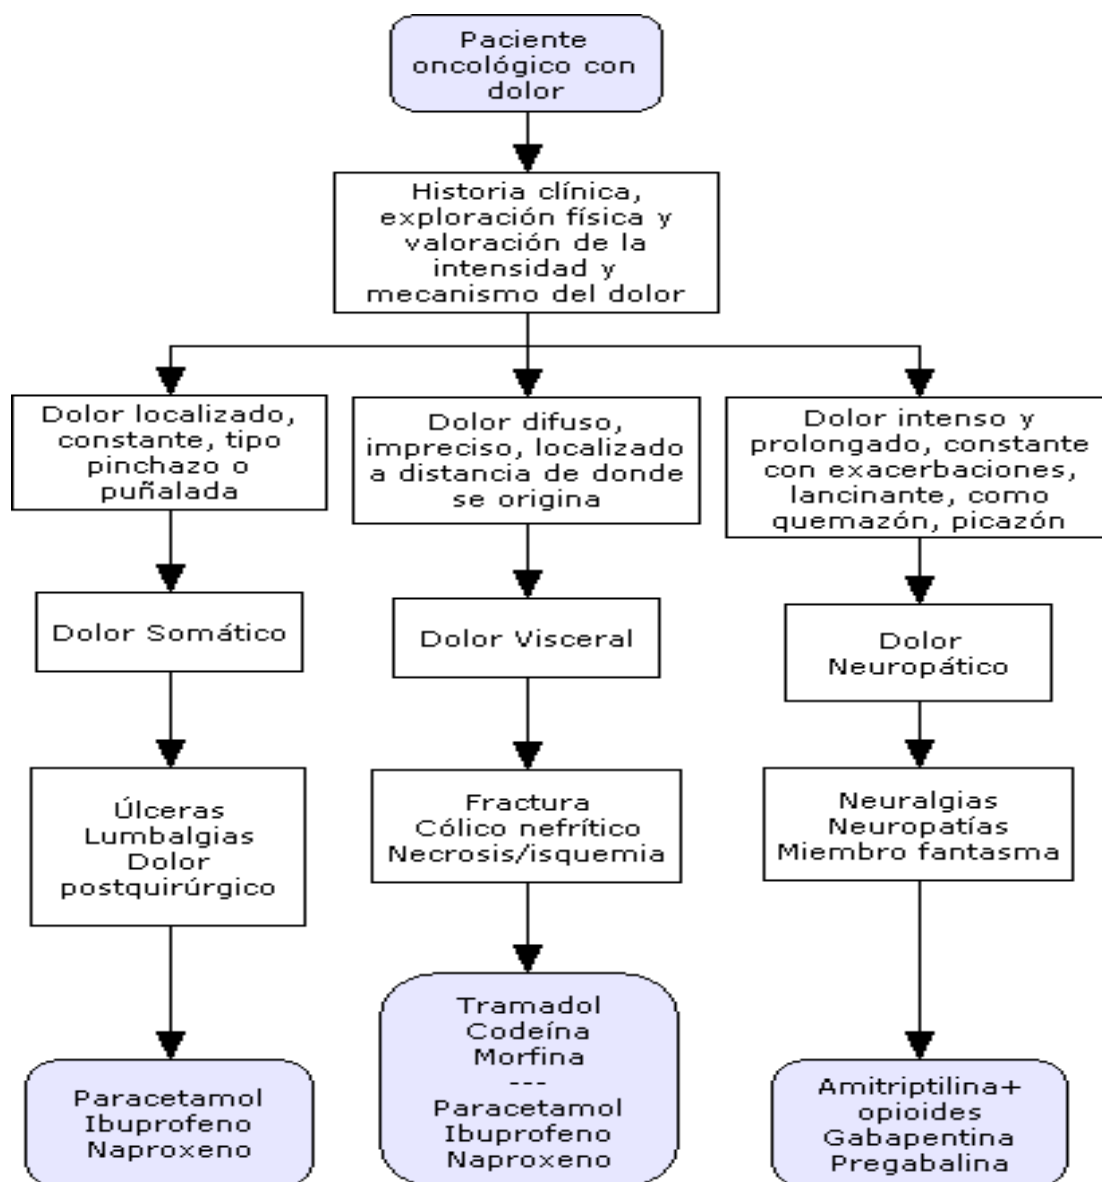 Paciente
oncológico con
dolor
Historia clínica,
exploración física y
valoración de la
intensidad y
mecanismo del dolor
Dolor localizado,
constante, tipo
pinchazo o
puñalada
Dolor difuso,
impreciso, localizado
a distancia de donde
se origina
Dolor intenso y
prolongado, constante
con exacerbaciones,
lancinante, como
quemazón, picazón
Dolor Somático
Dolor Visceral
Dolor
Neuropático
Úlceras
Lumbalgias
Dolor
postquirúrgico
Fractura
Cólico nefrítico
Necrosis/isquemia
Neuralgias
Neuropatías
Miembro fantasma
Paracetamol
Ibuprofeno
Naproxeno
Tramadol
Codeína
Morfina
---
Paracetamol
Ibuprofeno
Naproxeno
Amitriptilina+
opioides
Gabapentina
Pregabalina